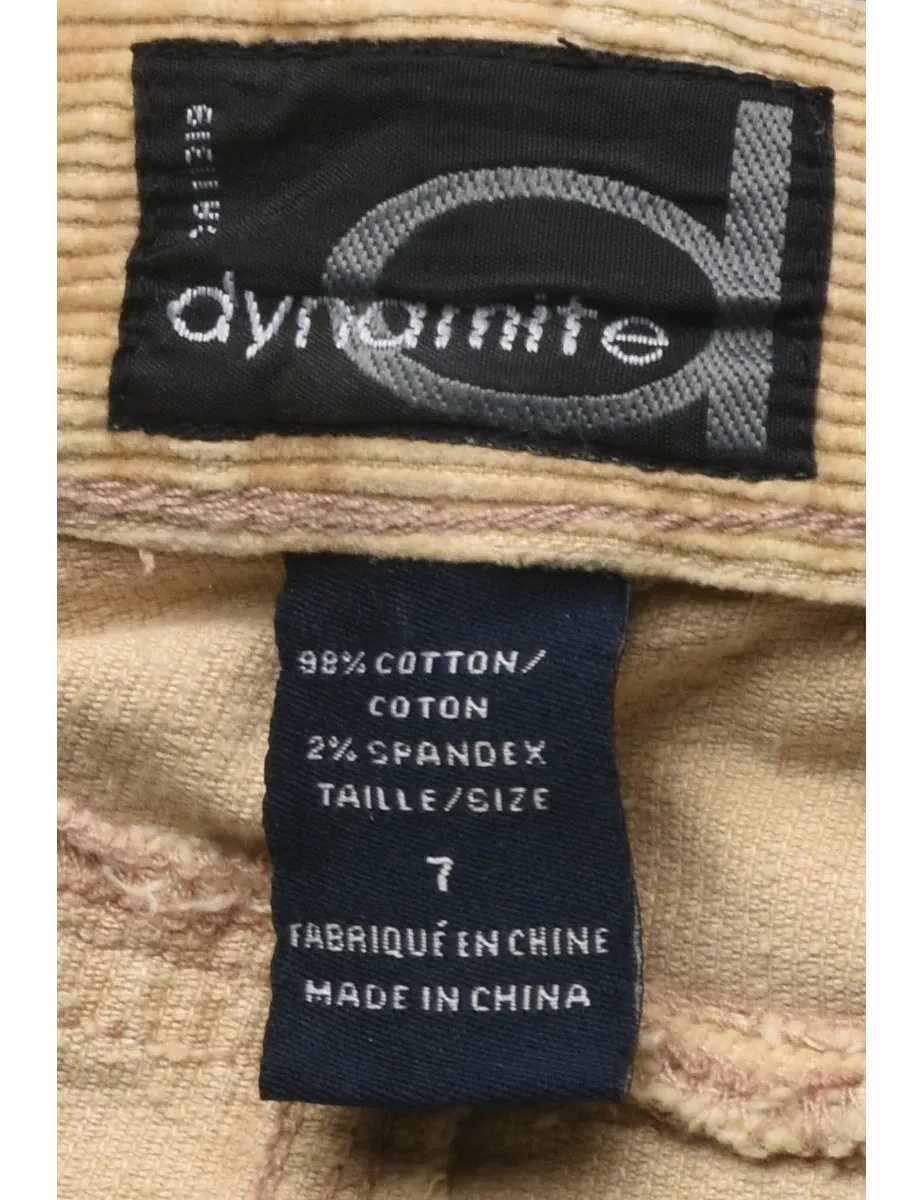 dynamite
98% COTTON/
COTON
2% SPANDEX
TAILLE/SIZE
7
FABRIQUÉ EN CHINE
MADE IN CHINA